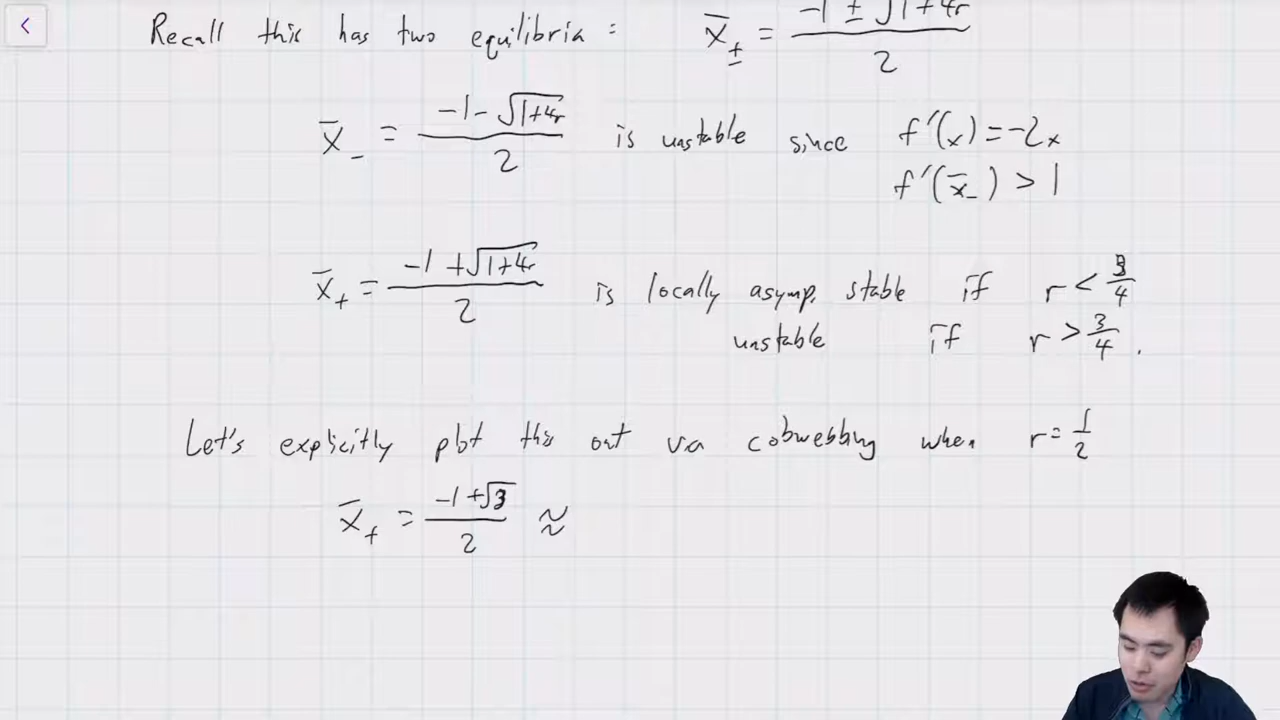 Recall this has two equilibria : x̄± = (-1 ± √(1+4r))/2
x̄₋ = (-1 - √(1+4r))/2 is unstable since f'(x) = -2x
f'(x̄₋) > 1
x̄₊ = (-1 + √(1+4r))/2 is locally asymp. stable if r < 3/4
unstable if r > 3/4 .
Let's explicitly plot this out via cobwebbing when r = 1/2
x̄₊ = (-1 + √3)/2 ≈